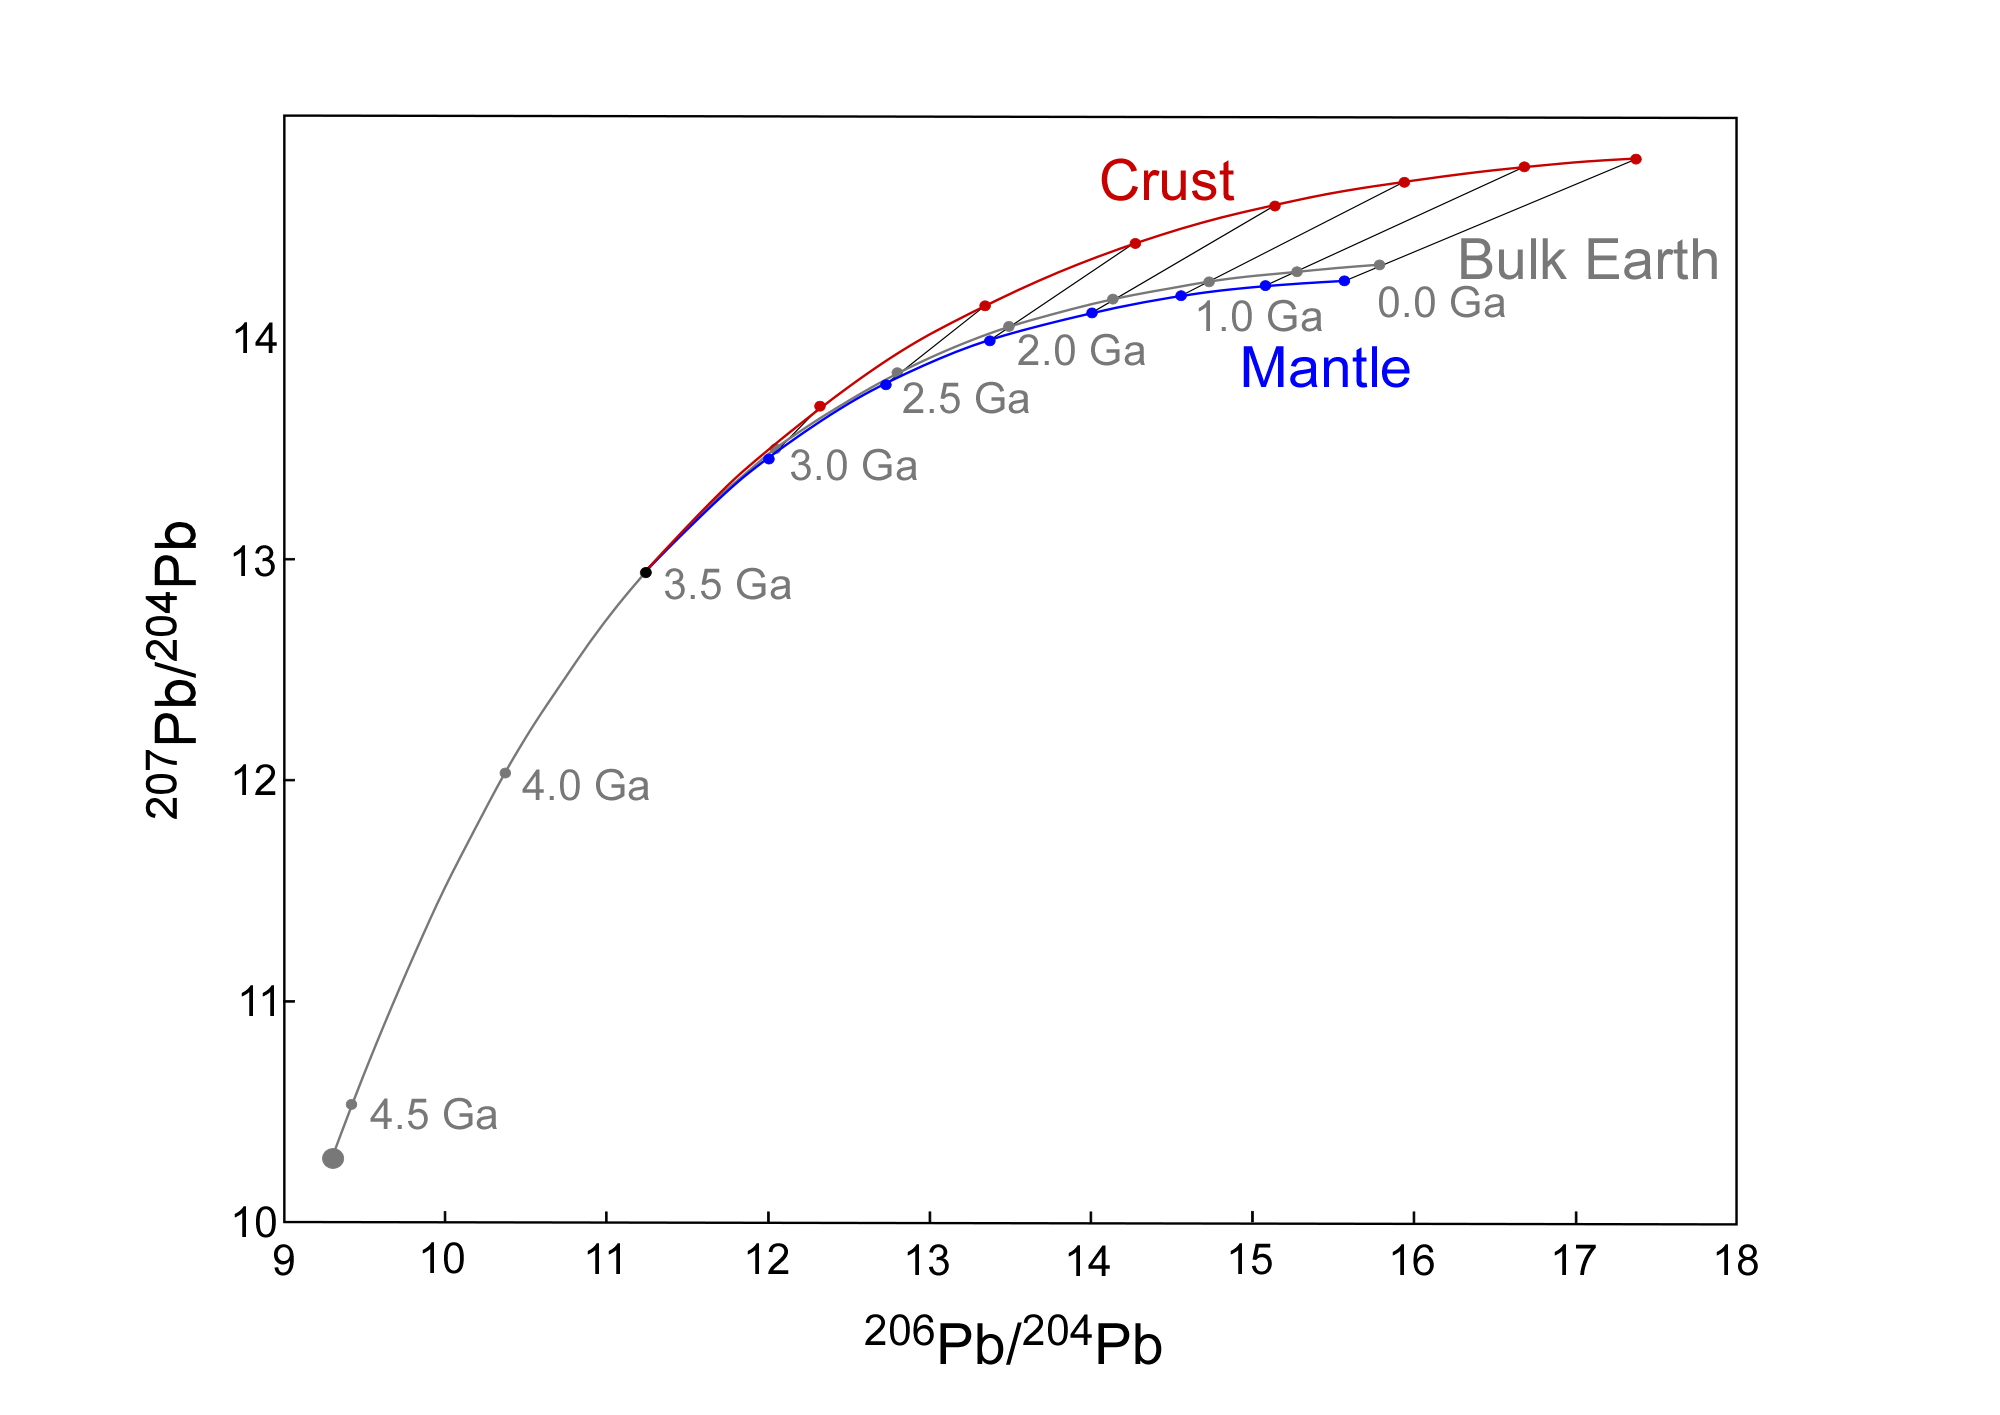 Crust
Bulk Earth
0.0 Ga
1.0 Ga
14
2.0 Ga
Mantle
2.5 Ga
3.0 Ga
13
3.5 Ga
²⁰⁷Pb/²⁰⁴Pb
12
4.0 Ga
11
4.5 Ga
10
9 10 11 12 13 14 15 16 17 18
²⁰⁶Pb/²⁰⁴Pb